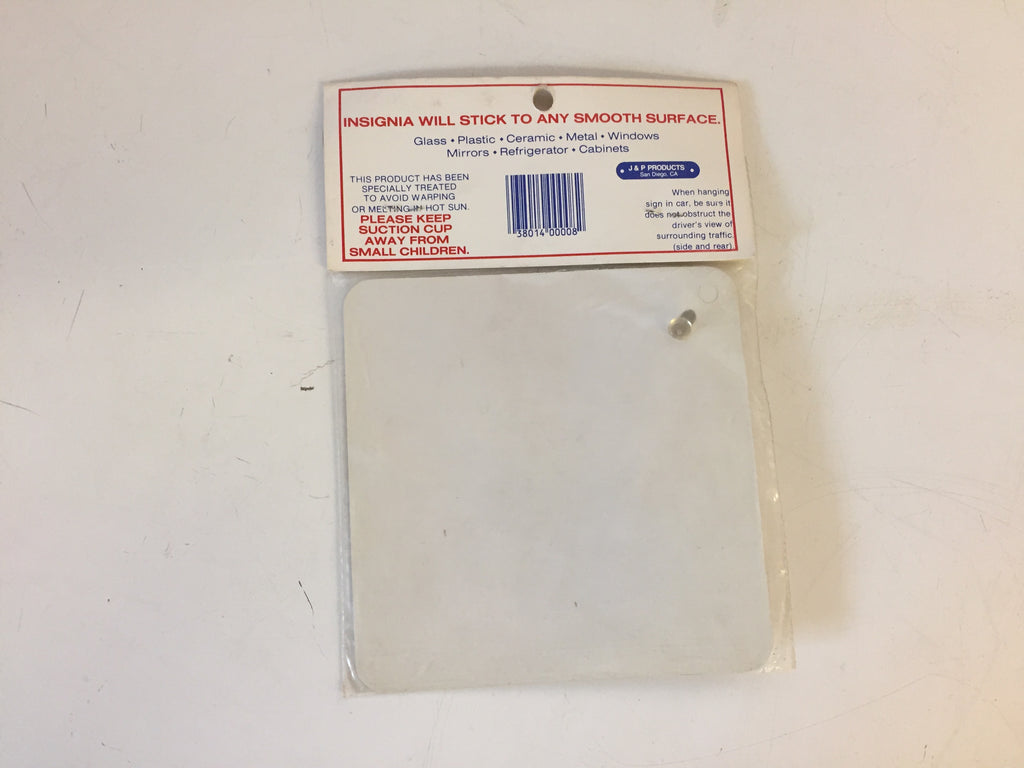 INSIGNIA WILL STICK TO ANY SMOOTH SURFACE.
Glass • Plastic • Ceramic • Metal • Windows
Mirrors • Refrigerator • Cabinets
THIS PRODUCT HAS BEEN
SPECIALLY TREATED
TO AVOID WARPING
OR MELTING IN HOT SUN.
PLEASE KEEP
SUCTION CUP
AWAY FROM
SMALL CHILDREN.
38014 00008
• J & P PRODUCTS •
San Diego, CA
When hanging
sign in car, be sure it
does not obstruct the
driver's view of
surrounding traffic.
(side and rear).